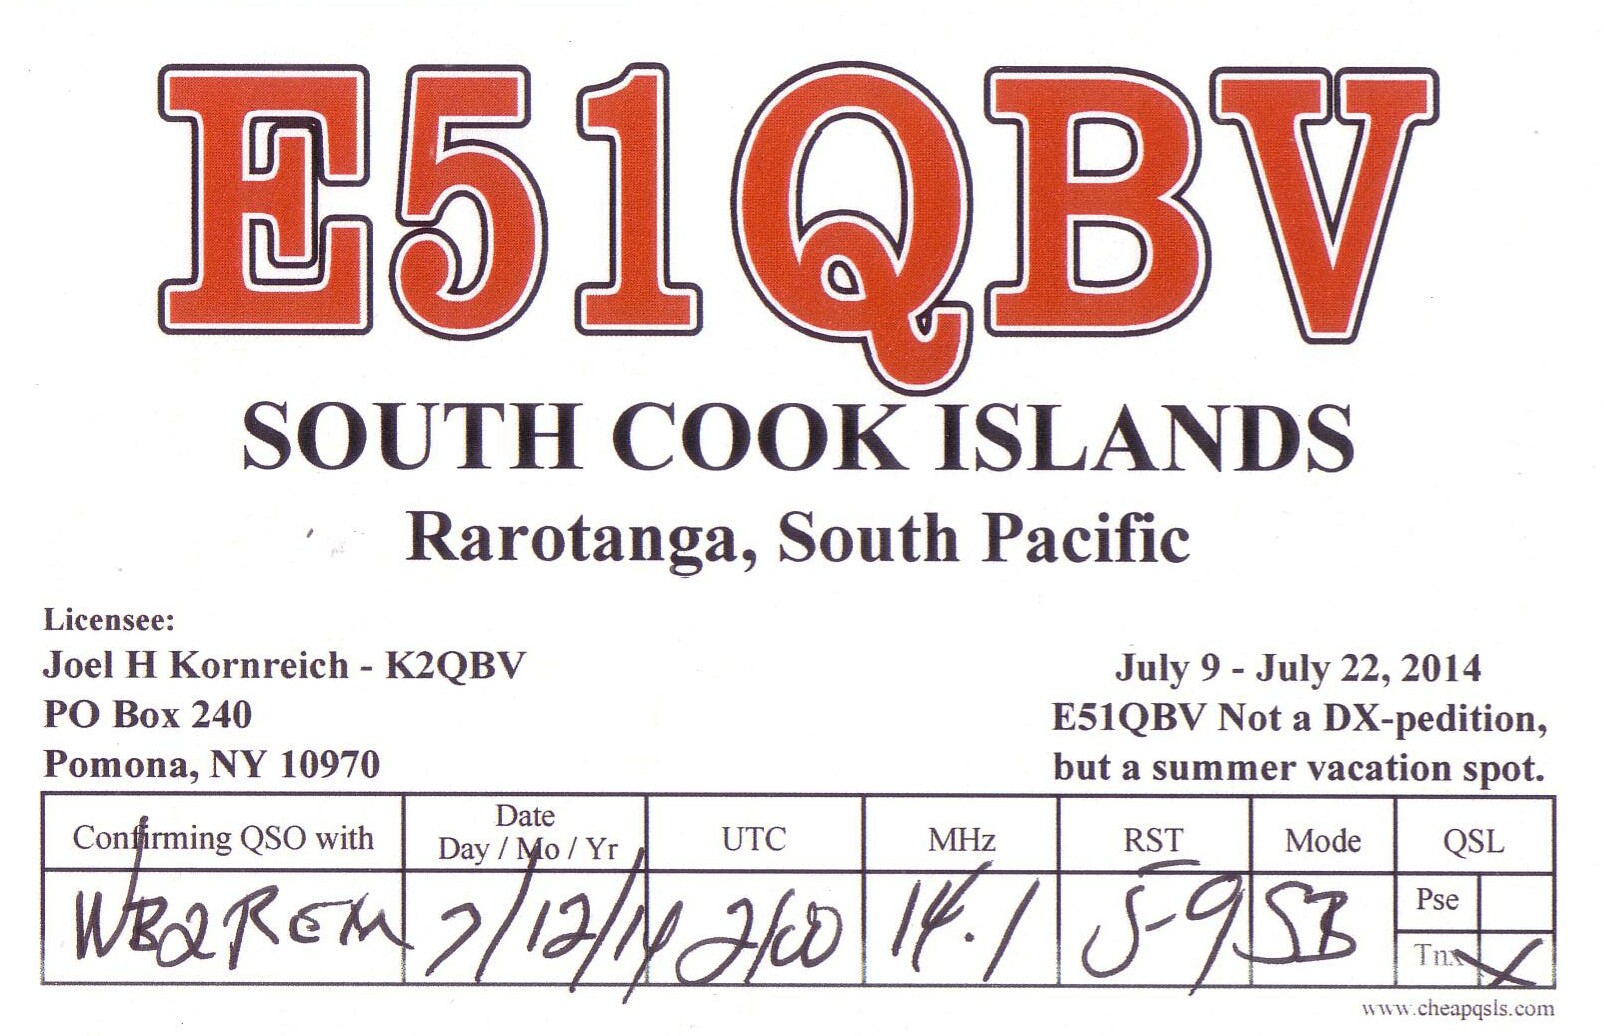 E51QBV
SOUTH COOK ISLANDS
Rarotanga, South Pacific
Licensee:
Joel H Kornreich - K2QBV
PO Box 240
Pomona, NY 10970
July 9 - July 22, 2014
E51QBV Not a DX-pedition,
but a summer vacation spot.
Confirming QSO with Date Day / Mo / Yr UTC MHz RST Mode QSL
WB2REM 7/12/14 2100 14.1 5-9 SB
Pse
Tnx X
www.cheapqsls.com